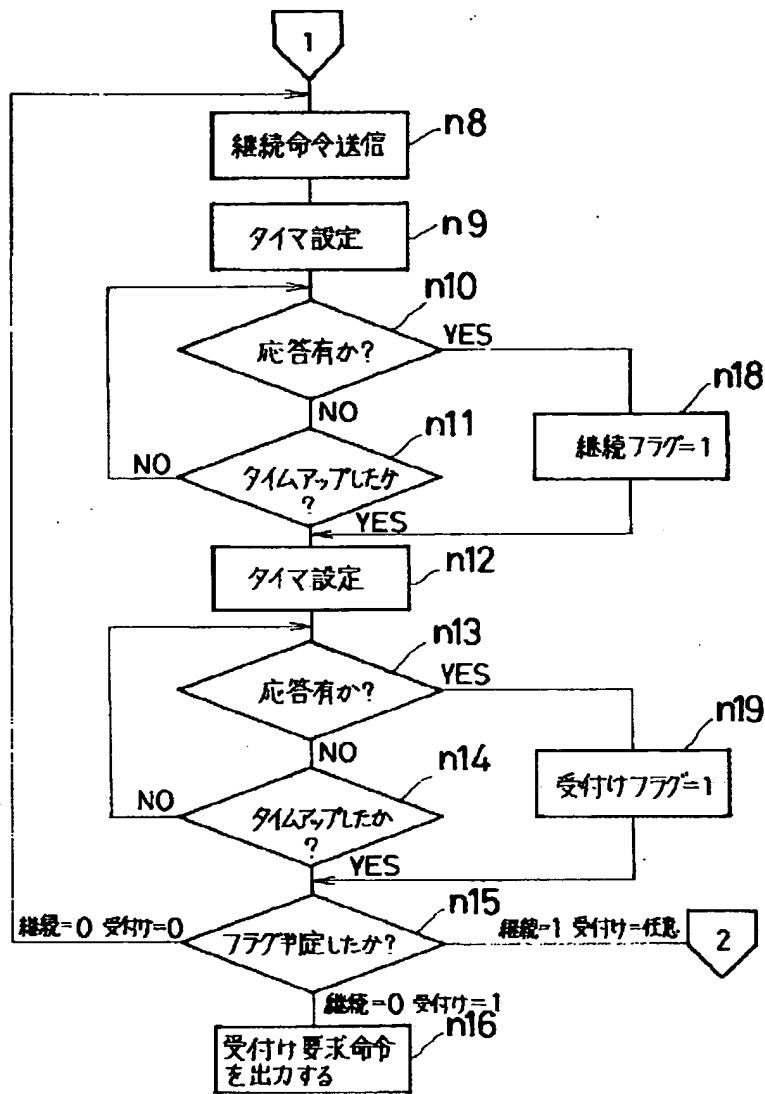 1
継続命令送信
n8
タイマ設定
n9
n10
応答有か?
YES
NO
n18
継続フラグ=1
n11
タイムアップしたか
?
NO
YES
タイマ設定
n12
n13
応答有か?
YES
NO
n19
受付けフラグ=1
n14
タイムアップしたか
?
NO
YES
n15
フラグ判定したか?
継続=0 受付け=0
継続=1 受付け=任意
2
継続=0 受付け=1
n16
受付け要求命令
を出力する